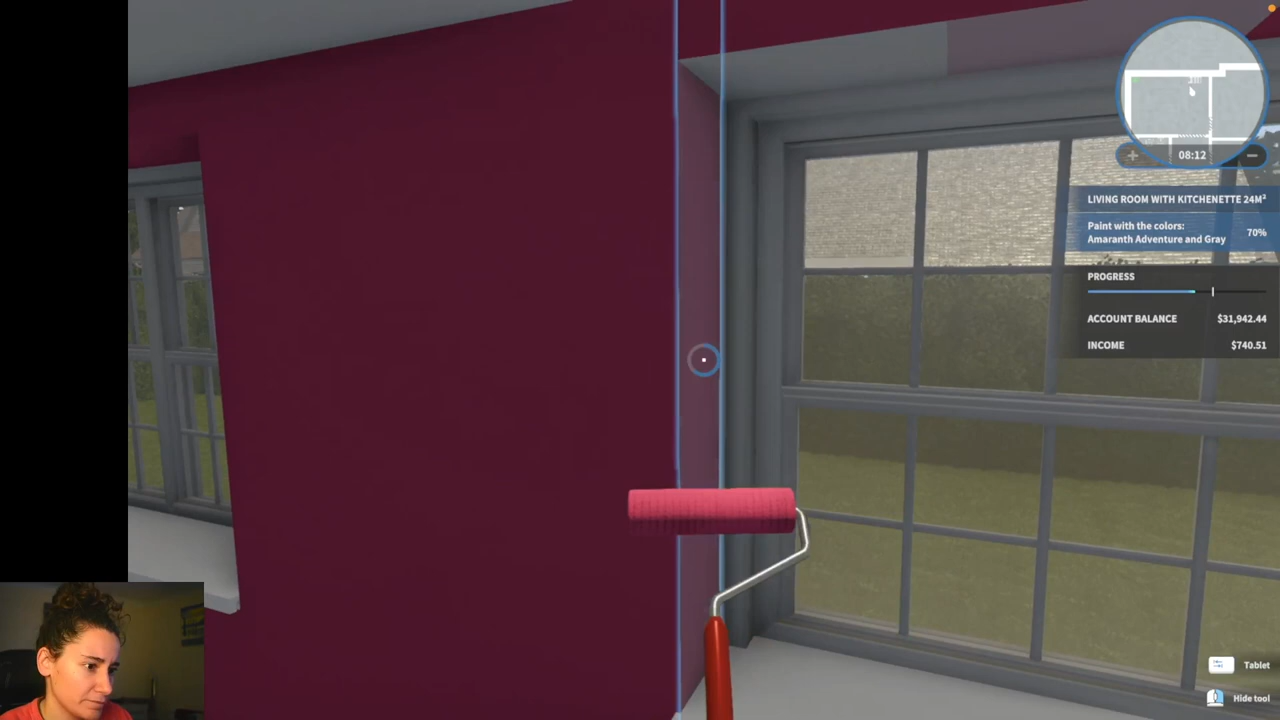 08:12
LIVING ROOM WITH KITCHENETTE 24M²
Paint with the colors:
Amaranth Adventure and Gray
70%
PROGRESS
ACCOUNT BALANCE $31,942.44
INCOME $740.51
Tablet
Hide tool